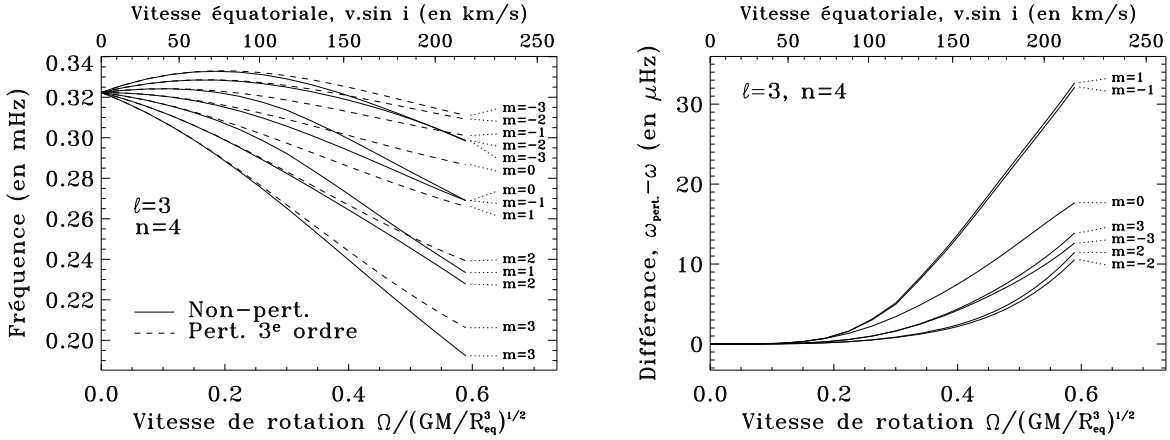 Vitesse équatoriale, v.sin i (en km/s)
0 50 100 150 200 250
Fréquence (en mHz)
0.34
0.32
0.30
0.28
0.26
0.24
0.22
0.20
ℓ=3
n=4
Non-pert.
Pert. 3e ordre
m=-3
m=-2
m=-1
m=-2
m=-3
m=0
m=0
m=-1
m=1
m=2
m=1
m=2
m=3
m=3
0.0 0.2 0.4 0.6
Vitesse de rotation Ω/(GM/R³eq)1/2
Vitesse équatoriale, v.sin i (en km/s)
0 50 100 150 200 250
Différence, ωpert.−ω (en μHz)
30
20
10
0
ℓ=3, n=4
m=1
m=-1
m=0
m=3
m=-3
m=2
m=-2
0.0 0.2 0.4 0.6
Vitesse de rotation Ω/(GM/R³eq)1/2